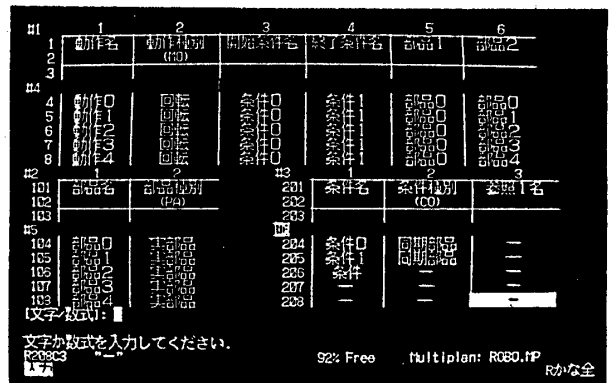 #1 1 2 3 4 5 6
1 動作名 動作種別 開始条件名 終了条件名 部品1 部品2
2 (MO)
3
#4
4 動作0 回転 条件0 条件1 部品0 部品0
5 動作1 回転 条件0 条件1 部品0 部品1
6 動作2 回転 条件0 条件1 部品0 部品2
7 動作3 回転 条件0 条件1 部品0 部品3
8 動作4 回転 条件0 条件1 部品0 部品4
#2 1 2 #3 1 2 3
101 部品名 部品種別 201 条件名 条件種別 参照1名
102 (PA) 202 (CO)
103 203
#5
104 部品0 実部品 204 条件0 同期部品 ー
105 部品1 実部品 205 条件1 同期部品 ー
106 部品2 実部品 206 条件 ー ー
107 部品3 実部品 207 ー ー ー
108 部品4 実部品 208 ー ー ー
[文字/数式]:
文字か数式を入力してください。
R208C3 "ー" 92% Free Multiplan: ROBO.MP
文字 Rかな全